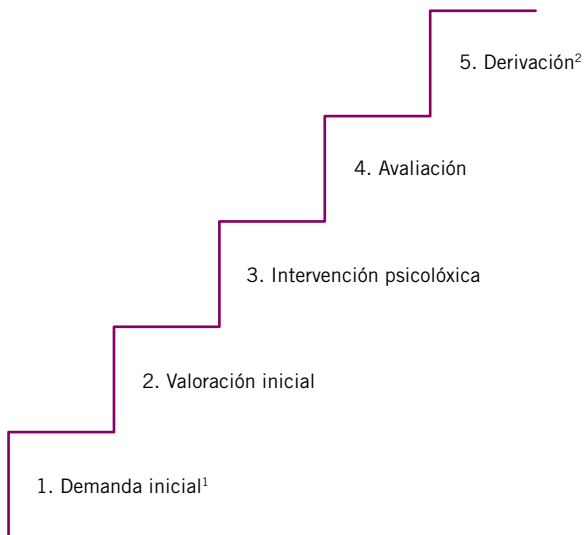 5. Derivación²
4. Avaliación
3. Intervención psicolóxica
2. Valoración inicial
1. Demanda inicial¹